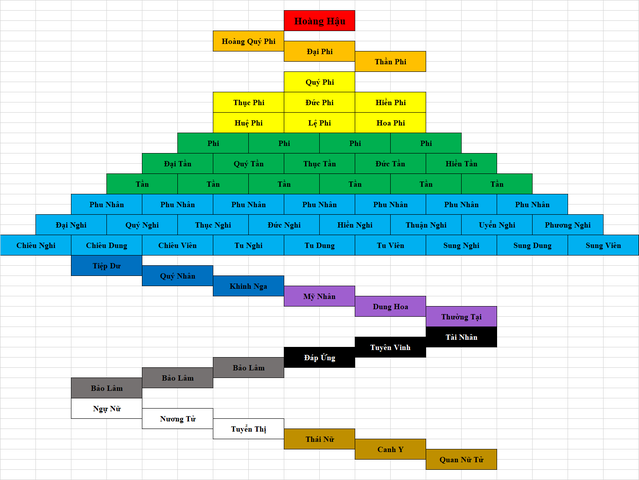 Hoàng Hậu
Hoàng Quý Phi
Đại Phi
Thần Phi
Quý Phi
Thục Phi Đức Phi Hiền Phi
Huệ Phi Lệ Phi Hoa Phi
Phi Phi Phi Phi
Đại Tần Quý Tần Thục Tần Đức Tần Hiền Tần
Tần Tần Tần Tần Tần Tần
Phu Nhân Phu Nhân Phu Nhân Phu Nhân Phu Nhân Phu Nhân Phu Nhân
Đại Nghi Quý Nghi Thục Nghi Đức Nghi Hiền Nghi Thuận Nghi Uyển Nghi Phương Nghi
Chiêu Nghi Chiêu Dung Chiêu Viên Tu Nghi Tu Dung Tu Viên Sung Nghi Sung Dung Sung Viên
Tiệp Dư
Quý Nhân
Khinh Nga
Mỹ Nhân
Dung Hoa
Thường Tại
Tài Nhân
Tuyên Vinh
Đáp Ứng
Bảo Lâm
Bảo Lâm
Bảo Lâm
Ngự Nữ
Nương Tử
Tuyển Thị
Thái Nữ
Canh Y
Quan Nữ Tử